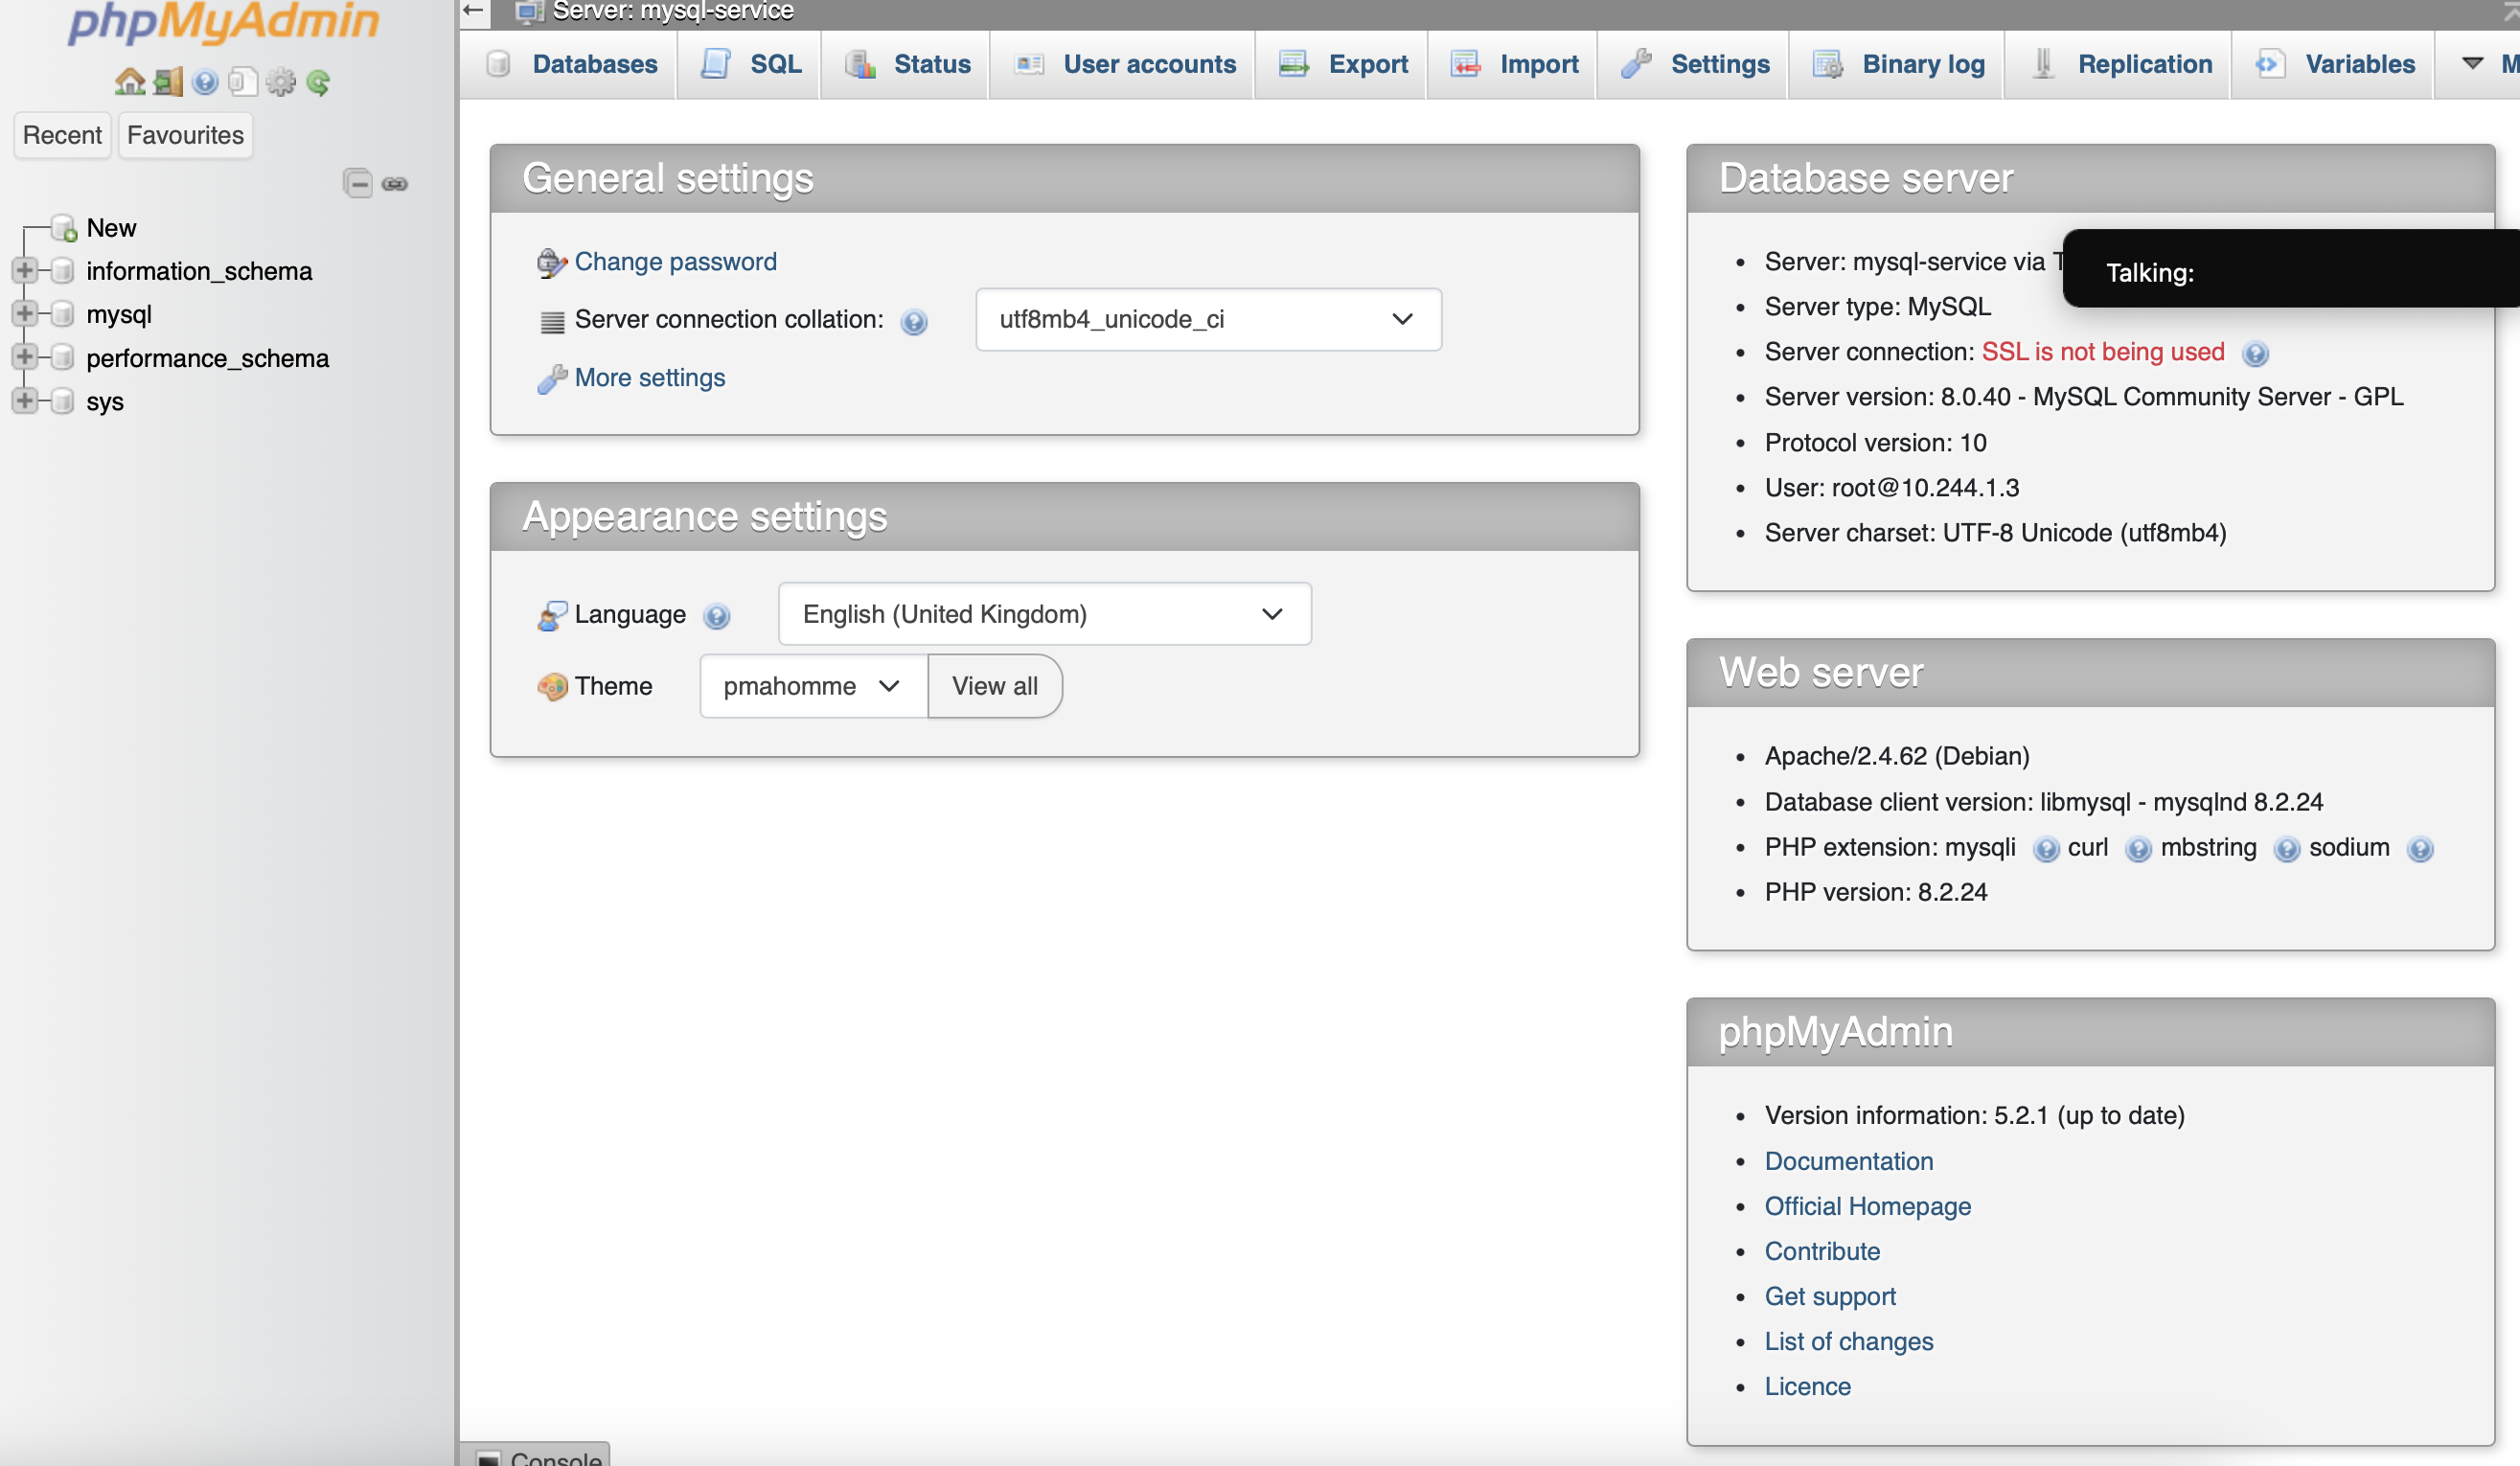 phpMyAdmin
Recent Favourites
New
information_schema
mysql
performance_schema
sys
Server: mysql-service
Databases SQL Status User accounts Export Import Settings Binary log Replication Variables
General settings
Change password
Server connection collation: utf8mb4_unicode_ci
More settings
Appearance settings
Language English (United Kingdom)
Theme pmahomme View all
Database server
Server: mysql-service via
Talking:
Server type: MySQL
Server connection: SSL is not being used
Server version: 8.0.40 - MySQL Community Server - GPL
Protocol version: 10
User: root@10.244.1.3
Server charset: UTF-8 Unicode (utf8mb4)
Web server
Apache/2.4.62 (Debian)
Database client version: libmysql - mysqlnd 8.2.24
PHP extension: mysqli curl mbstring sodium
PHP version: 8.2.24
phpMyAdmin
Version information: 5.2.1 (up to date)
Documentation
Official Homepage
Contribute
Get support
List of changes
Licence
Console